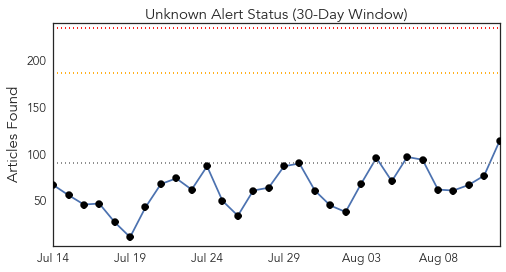 Unknown Alert Status (30-Day Window)
Articles Found
200
150
100
50
Jul 14 Jul 19 Jul 24 Jul 29 Aug 03 Aug 08